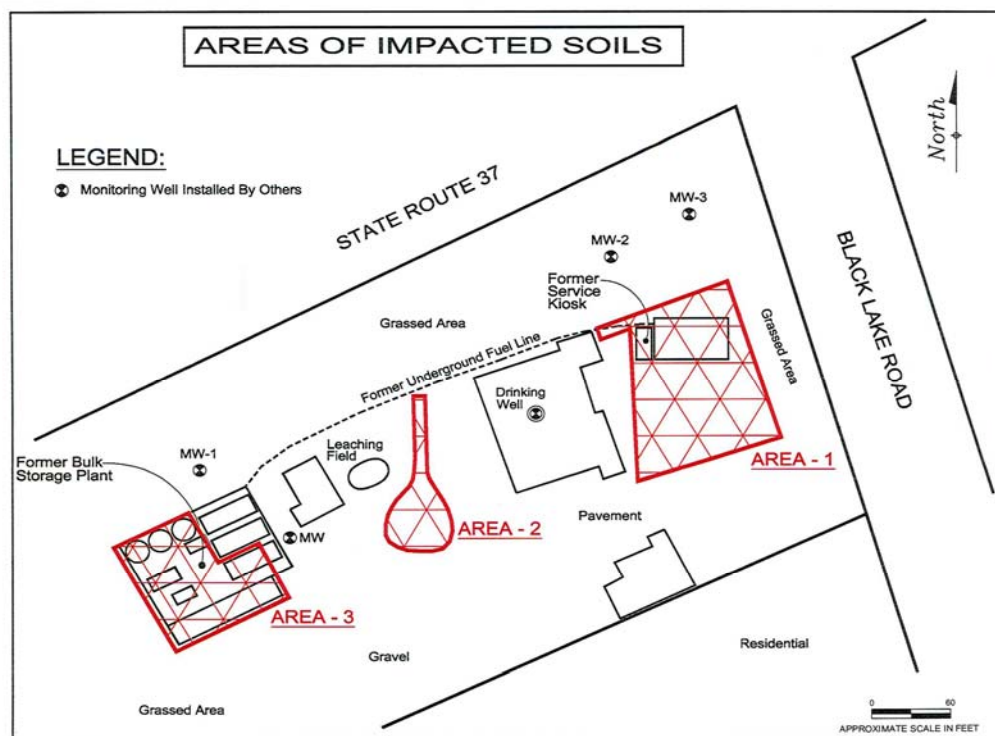 AREAS OF IMPACTED SOILS
North
LEGEND:
Monitoring Well Installed By Others
STATE ROUTE 37
MW-3
MW-2
BLACK LAKE ROAD
Former
Service
Kiosk
Grassed Area
Grassed Area
Former Underground Fuel Line
Drinking
Well
Leaching
Field
MW-1
Former Bulk
Storage Plant
AREA - 1
Pavement
AREA - 2
MW
AREA - 3
Gravel
Residential
Grassed Area
0 60
APPROXIMATE SCALE IN FEET